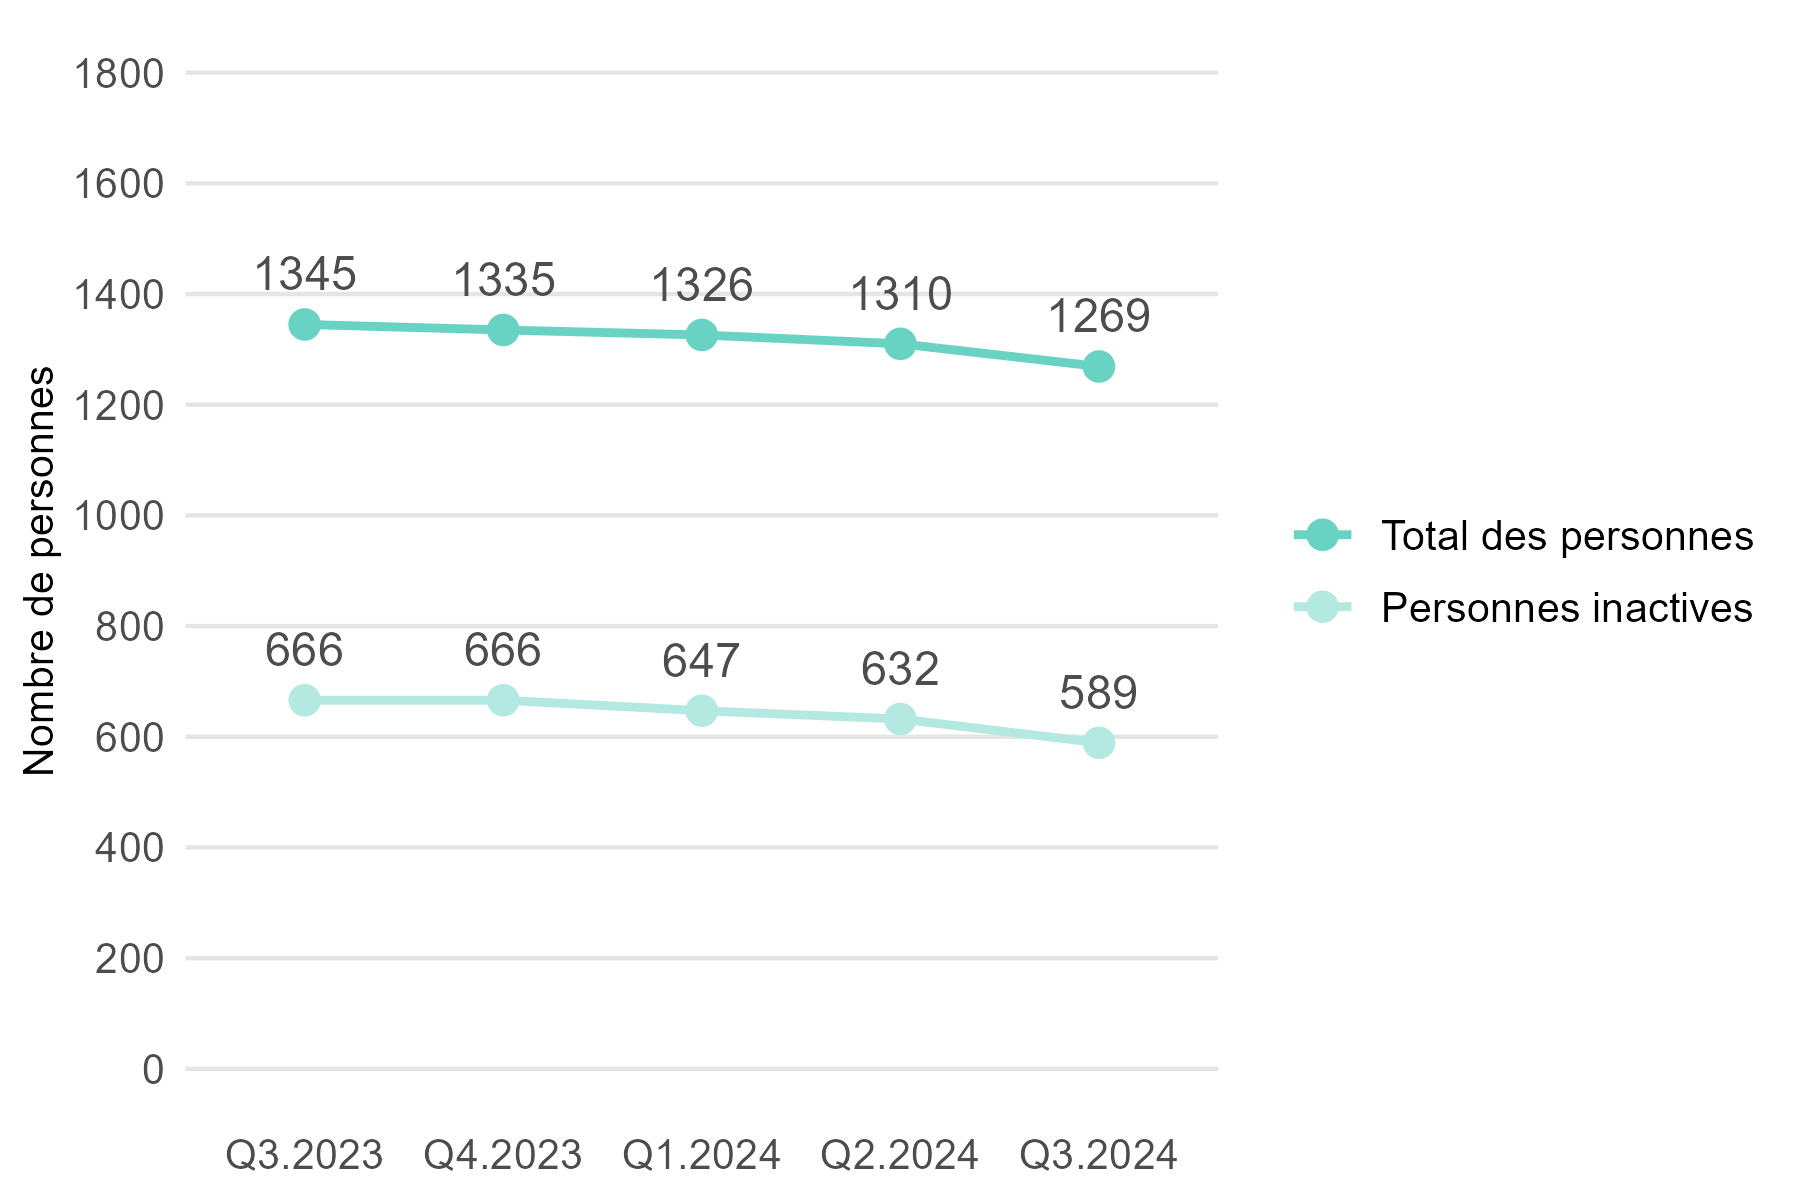 1800
1600
1400
1200
1000
800
600
400
200
0
Nombre de personnes
1345
1335
1326
1310
1269
666
666
647
632
589
Q3.2023
Q4.2023
Q1.2024
Q2.2024
Q3.2024
Total des personnes
Personnes inactives